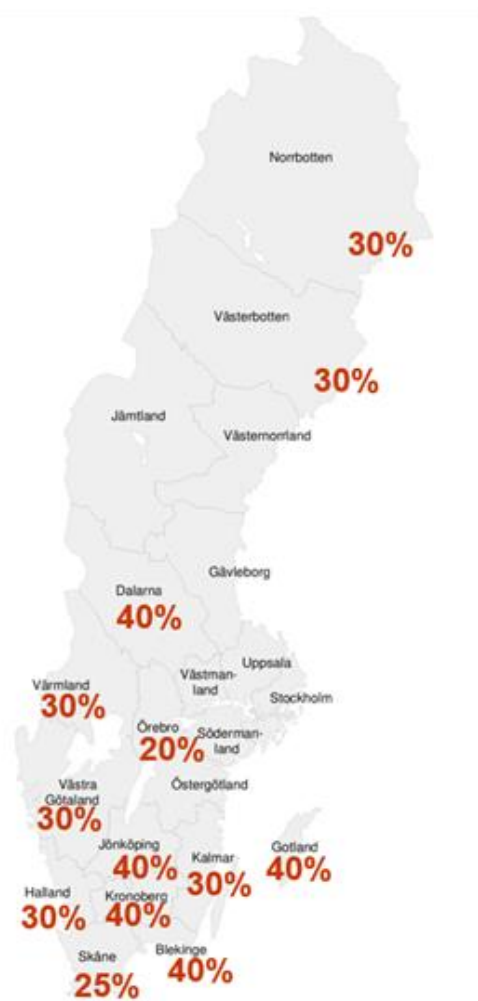 Norrbotten
30%
Västerbotten
30%
Jämtland
Västernorrland
Gävleborg
Dalarna
40%
Uppsala
Västman-
land
Värmland
30%
Stockholm
Örebro
20%
Söderman-
land
Västra
Götaland
30%
Östergötland
Jönköping
40%
Kalmar
30%
Gotland
40%
Halland
30%
Kronoberg
40%
Skåne
25%
Blekinge
40%